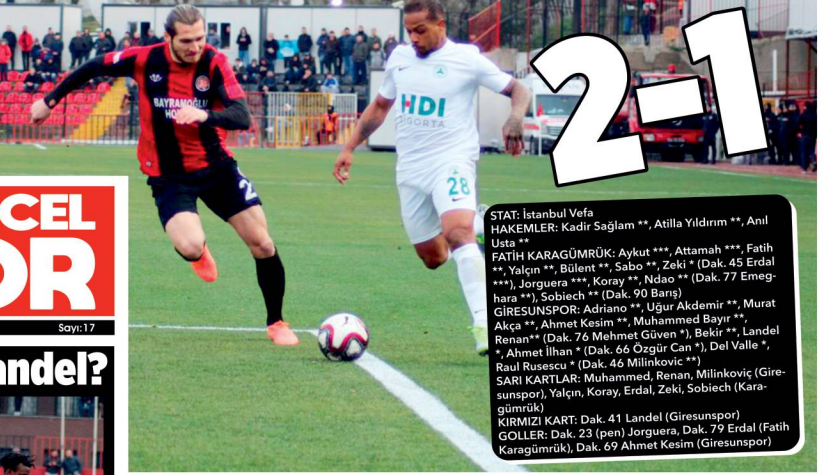 2-1
BAYRAMOĞLU
HDI
SIGORTA
28
STAT: İstanbul Vefa
HAKEMLER: Kadir Sağlam **, Atilla Yıldırım **, Anıl
Usta **
FATİH KARAGÜMRÜK: Aykut ***, Attamah ***, Fatih
**, Yalçın **, Bülent **, Sabo **, Zeki * (Dak. 45 Erdal
***), Jorguera ***, Koray **, Ndao ** (Dak. 77 Emeg-
hara **), Sobiech ** (Dak. 90 Barış)
GİRESUNSPOR: Adriano **, Uğur Akdemir **, Murat
Akça **, Ahmet Kesim **, Muhammed Bayır **,
Renan** (Dak. 76 Mehmet Güven *), Bekir **, Landel
*, Ahmet İlhan * (Dak. 66 Özgür Can *), Del Valle *,
Raul Rusescu * (Dak. 46 Milinkovic **)
SARI KARTLAR: Muhammed, Renan, Milinkoviç (Gire-
sunspor), Yalçın, Koray, Erdal, Zeki, Sobiech (Kara-
gümrük)
KIRMIZI KART: Dak. 41 Landel (Giresunspor)
GOLLER: Dak. 23 (pen) Jorguera, Dak. 79 Erdal (Fatih
Karagümrük), Dak. 69 Ahmet Kesim (Giresunspor)
CEL
OR
Sayı:17
andel?